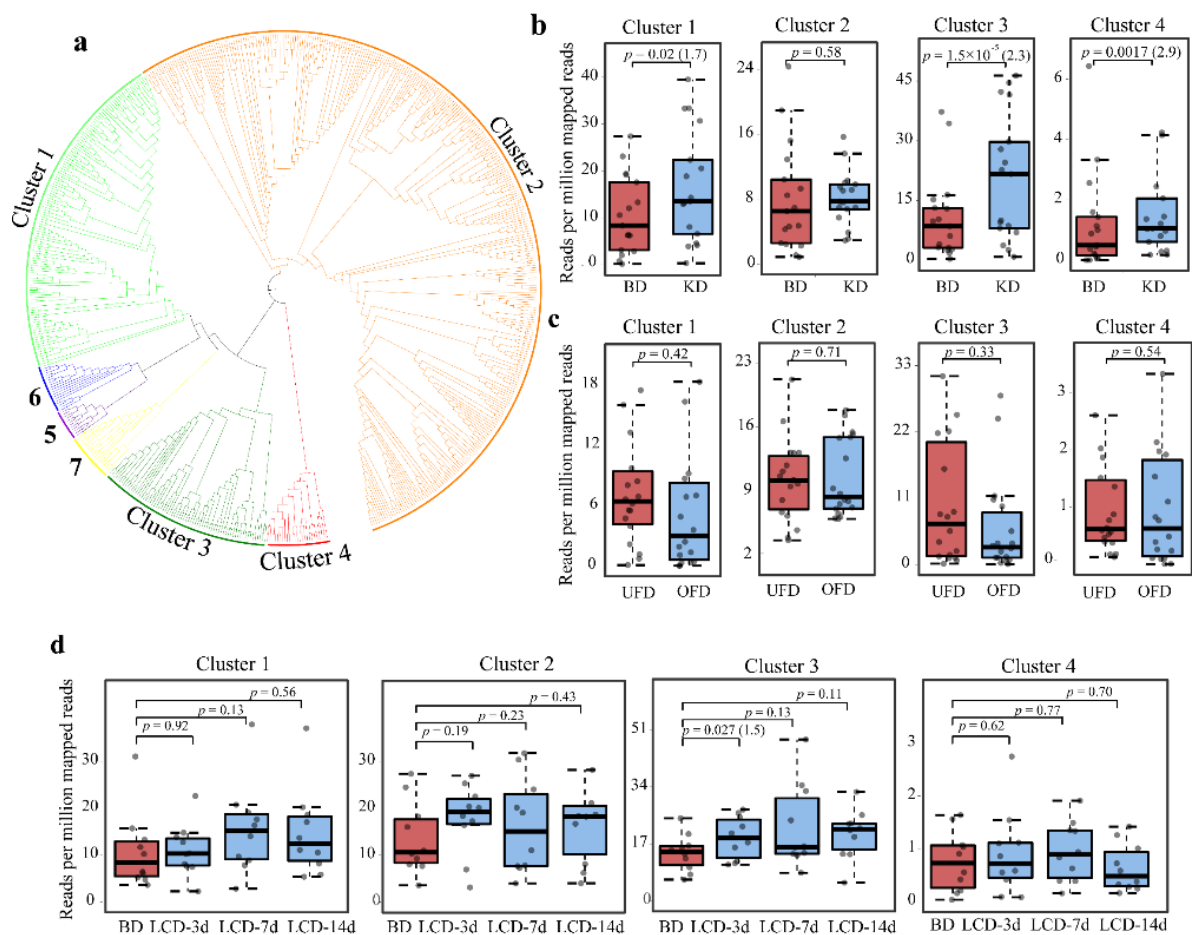 a
Cluster 1
Cluster 2
6
5
7
Cluster 3
Cluster 4
b
Reads per million mapped reads
Cluster 1
p = 0.02 (1.7)
40
30
20
10
0
BD KD
Cluster 2
p = 0.58
24
16
8
0
BD KD
Cluster 3
p = 1.5×10⁻⁵ (2.3)
45
30
15
0
BD KD
Cluster 4
p = 0.0017 (2.9)
6
4
2
0
BD KD
c
Reads per million mapped reads
Cluster 1
p = 0.42
18
12
6
0
UFD OFD
Cluster 2
p = 0.71
23
16
9
2
UFD OFD
Cluster 3
p = 0.33
33
22
11
0
UFD OFD
Cluster 4
p = 0.54
3
2
1
0
UFD OFD
d
Reads per million mapped reads
Cluster 1
p = 0.56
p = 0.13
p = 0.92
30
20
10
0
BD LCD-3d LCD-7d LCD-14d
Cluster 2
p = 0.43
p = 0.23
p = 0.19
30
20
10
0
BD LCD-3d LCD-7d LCD-14d
Cluster 3
p = 0.11
p = 0.13
p = 0.027 (1.5)
51
34
17
0
BD LCD-3d LCD-7d LCD-14d
Cluster 4
p = 0.70
p = 0.77
p = 0.62
3
2
1
0
BD LCD-3d LCD-7d LCD-14d